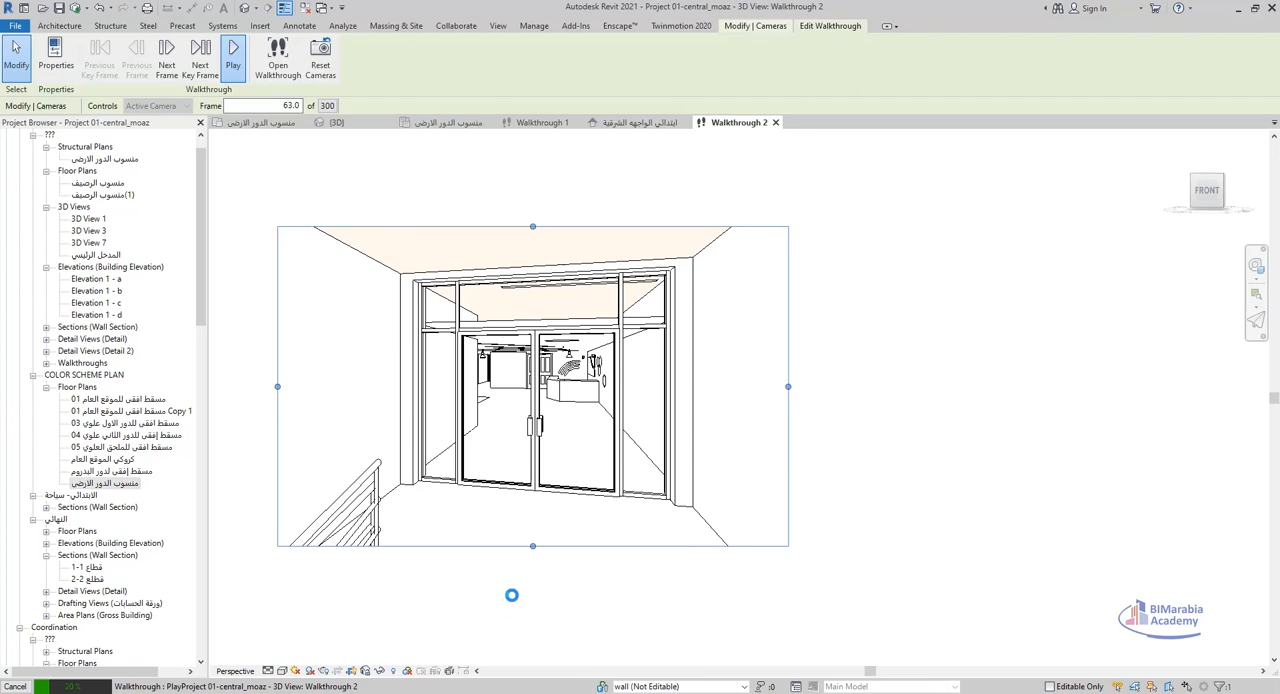 Autodesk Revit 2021 - Project 01-central_moaz - 3D View: Walkthrough 2
Sign In
File Architecture Structure Steel Precast Systems Insert Annotate Analyze Massing & Site Collaborate View Manage Add-Ins Enscape™ Twinmotion 2020 Modify | Cameras Edit Walkthrough
Modify Properties Previous Key Frame Previous Frame Next Frame Next Key Frame Play Open Walkthrough Reset Cameras
Select Properties Walkthrough
Modify | Cameras Controls Active Camera Frame 63.0 of 300
Project Browser - Project 01-central_moaz
منسوب الدور الارضى
{3D}
منسوب الدور الارضى
Walkthrough 1
ابتدائي الواجهه الشرقية
Walkthrough 2
???
Structural Plans
منسوب الدور الارضى
Floor Plans
منسوب الرصيف
منسوب الرصيف(1)
3D Views
3D View 1
3D View 3
3D View 7
المدخل الرئيسي
Elevations (Building Elevation)
Elevation 1 - a
Elevation 1 - b
Elevation 1 - c
Elevation 1 - d
Sections (Wall Section)
Detail Views (Detail)
Detail Views (Detail 2)
Walkthroughs
COLOR SCHEME PLAN
Floor Plans
مسقط افقى للموقع العام 01
مسقط افقى للموقع العام 01 Copy 1
مسقط افقى للدور الاول علوي 03
مسقط إفقى للدور الثاني علوي 04
مسقط افقى للملحق العلوي 05
كروكي الموقع العام
مسقط إفقى لدور البدروم
منسوب الدور الارضى
الابتدائي- سياحة
Sections (Wall Section)
النهائي
Floor Plans
Elevations (Building Elevation)
Sections (Wall Section)
قطاع 1-1
قطلع 2-2
Detail Views (Detail)
Drafting Views (ورقة الحسابات)
Area Plans (Gross Building)
Coordination
???
Structural Plans
Floor Plans
FRONT
BIMarabia
Academy
Perspective
Cancel 20 % Walkthrough : PlayProject 01-central_moaz - 3D View: Walkthrough 2 wall (Not Editable) :0 Main Model Editable Only :1